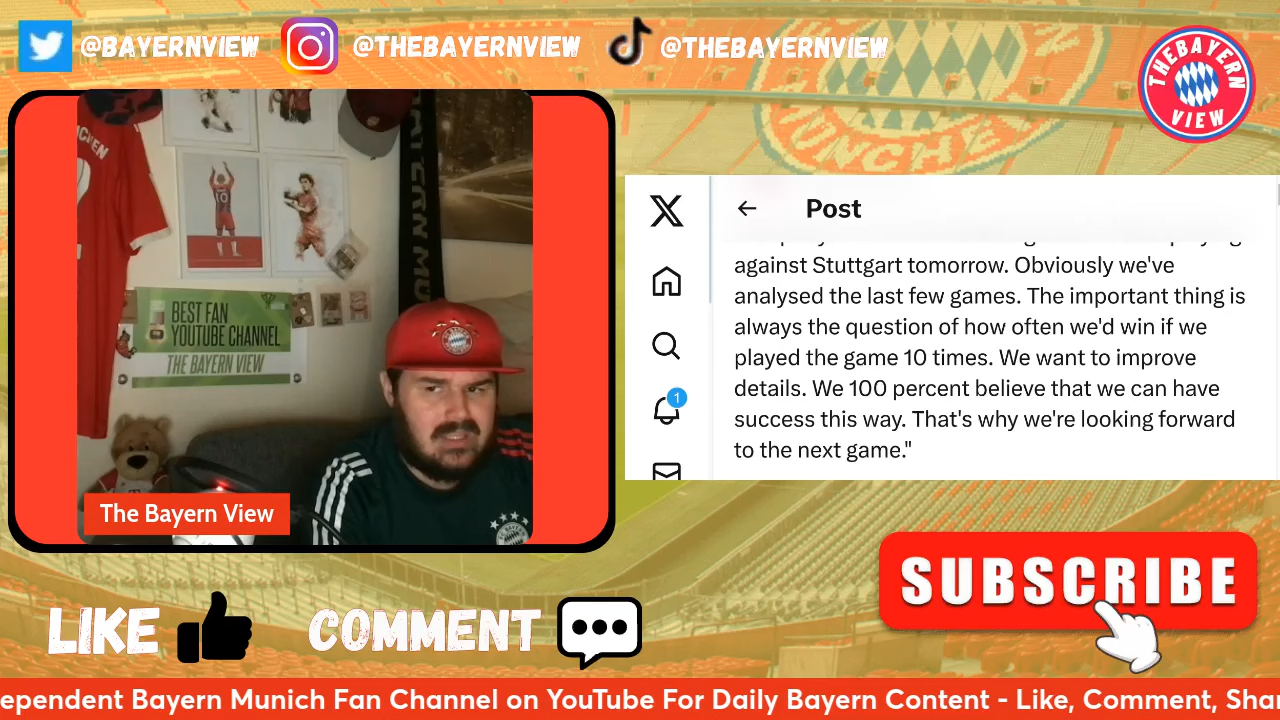 @BAYERNVIEW
@THEBAYERNVIEW
@THEBAYERNVIEW
THE BAYERN
VIEW
MÜNCHEN
Post
against Stuttgart tomorrow. Obviously we've
analysed the last few games. The important thing is
always the question of how often we'd win if we
played the game 10 times. We want to improve
details. We 100 percent believe that we can have
success this way. That's why we're looking forward
to the next game."
1
10
BEST FAN
YOUTUBE CHANNEL
THE BAYERN VIEW
The Bayern View
SUBSCRIBE
LIKE
COMMENT
ependent Bayern Munich Fan Channel on YouTube For Daily Bayern Content - Like, Comment, Shar